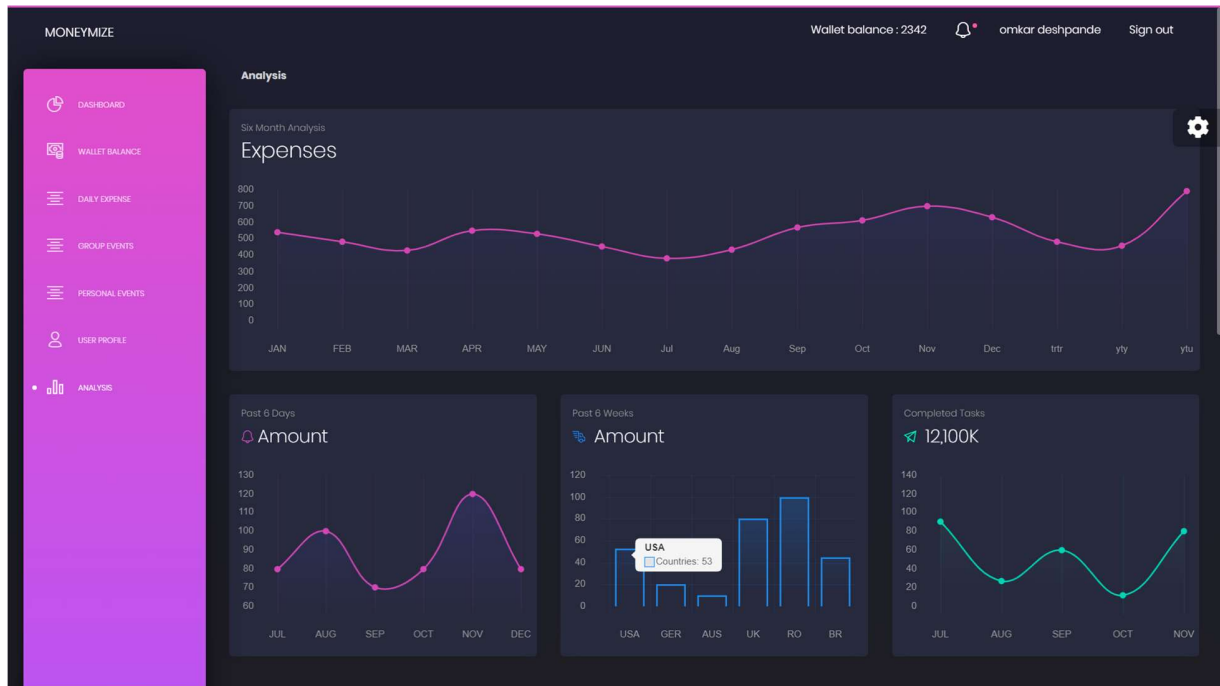 MONEYMIZE
Wallet balance : 2342
omkar deshpande
Sign out
DASHBOARD
WALLET BALANCE
DAILY EXPENSE
GROUP EVENTS
PERSONAL EVENTS
USER PROFILE
ANALYSIS
Analysis
Six Month Analysis
Expenses
800
700
600
500
400
300
200
100
0
JAN FEB MAR APR MAY JUN Jul Aug Sep Oct Nov Dec trtr yty ytu
Past 6 Days
Amount
130
120
110
100
90
80
70
60
JUL AUG SEP OCT NOV DEC
Past 6 Weeks
Amount
120
100
80
60
40
20
0
USA
Countries: 53
USA GER AUS UK RO BR
Completed Tasks
12,100K
140
120
100
80
60
40
20
0
JUL AUG SEP OCT NOV